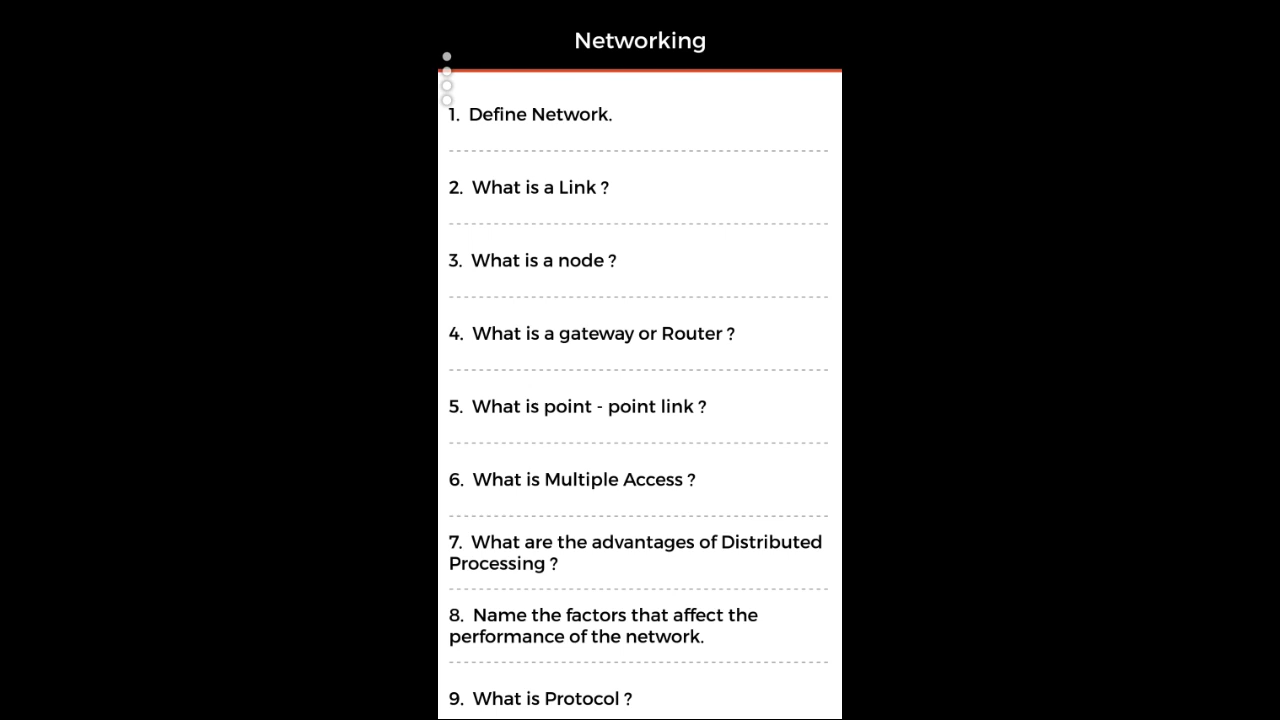 Networking
1. Define Network.
2. What is a Link ?
3. What is a node ?
4. What is a gateway or Router ?
5. What is point - point link ?
6. What is Multiple Access ?
7. What are the advantages of Distributed
Processing ?
8. Name the factors that affect the
performance of the network.
9. What is Protocol ?